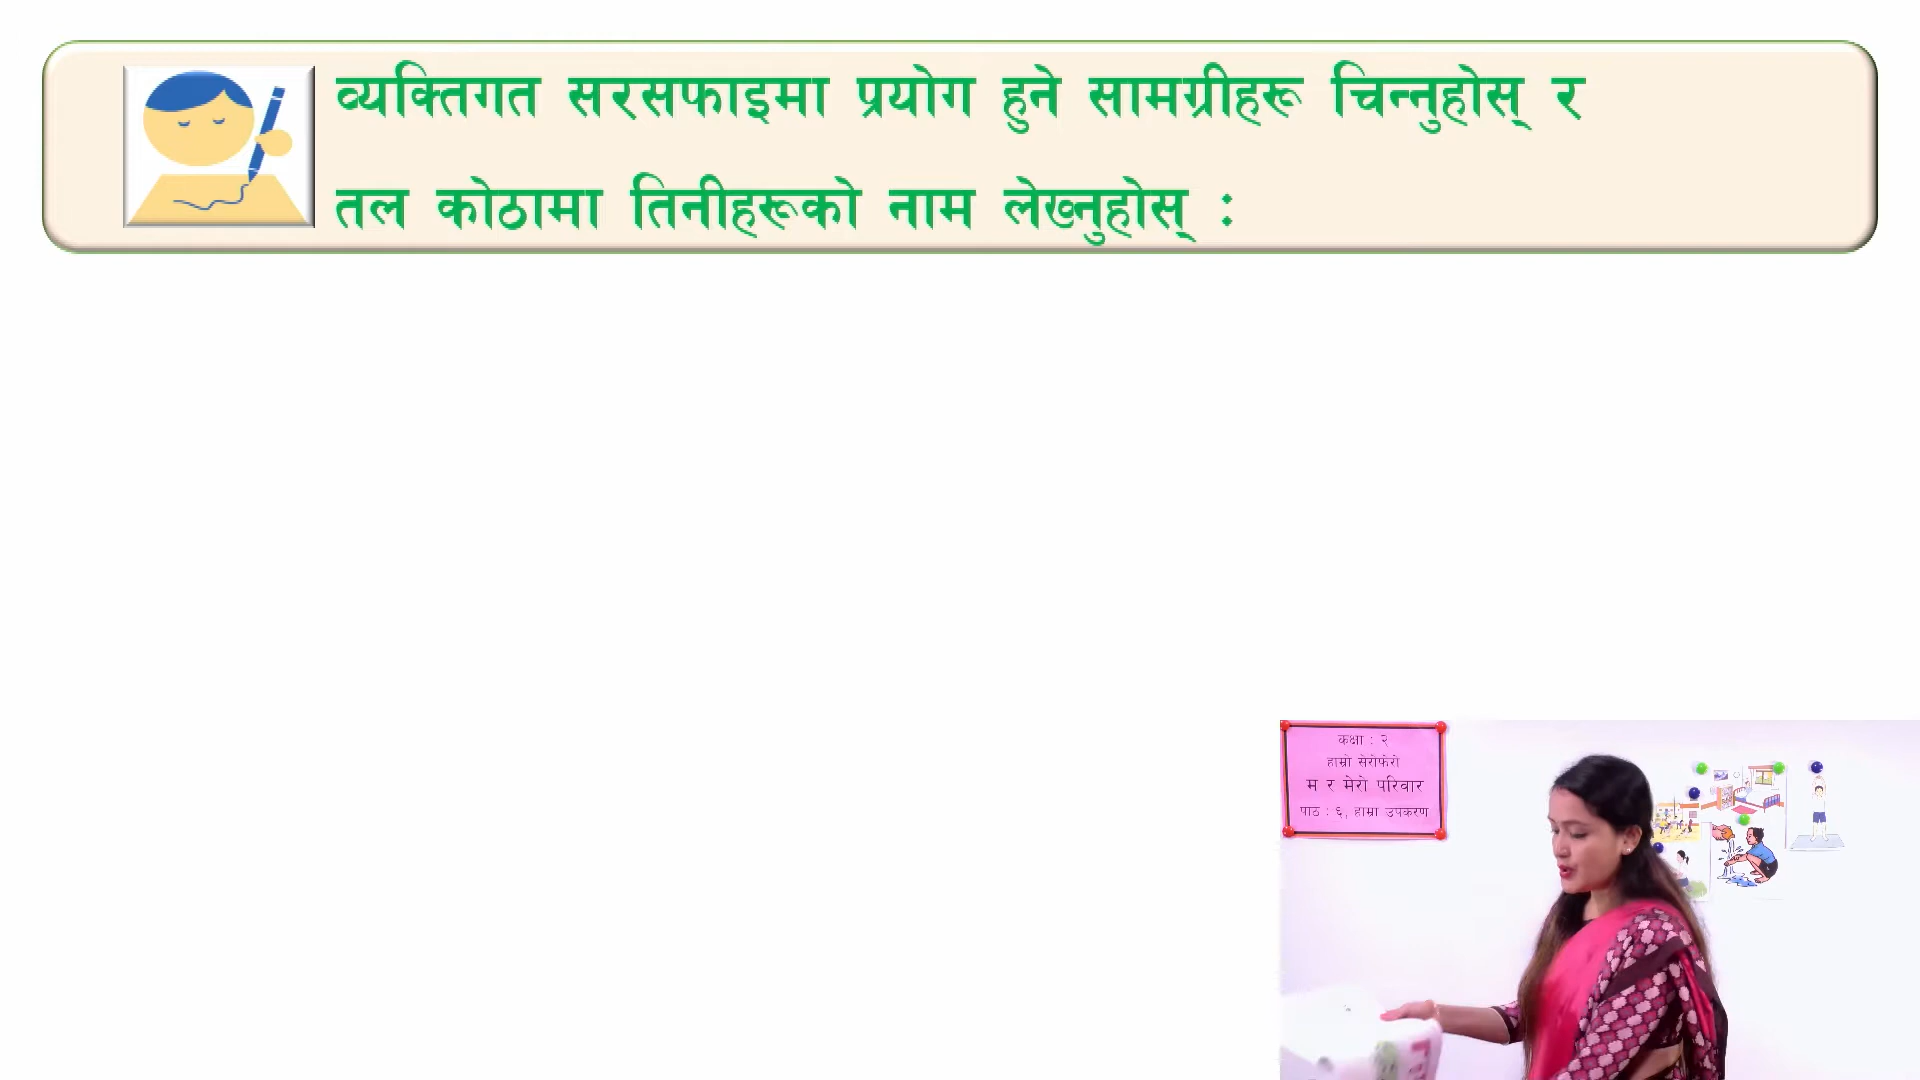 व्यक्तिगत सरसफाइमा प्रयोग हुने सामग्रीहरू चिन्नुहोस् र
तल कोठामा तिनीहरूको नाम लेख्नुहोस् :
कक्षा : २
हाम्रो सेरोफेरो
म र मेरो परिवार
पाठ : ६, हाम्रा उपकरण